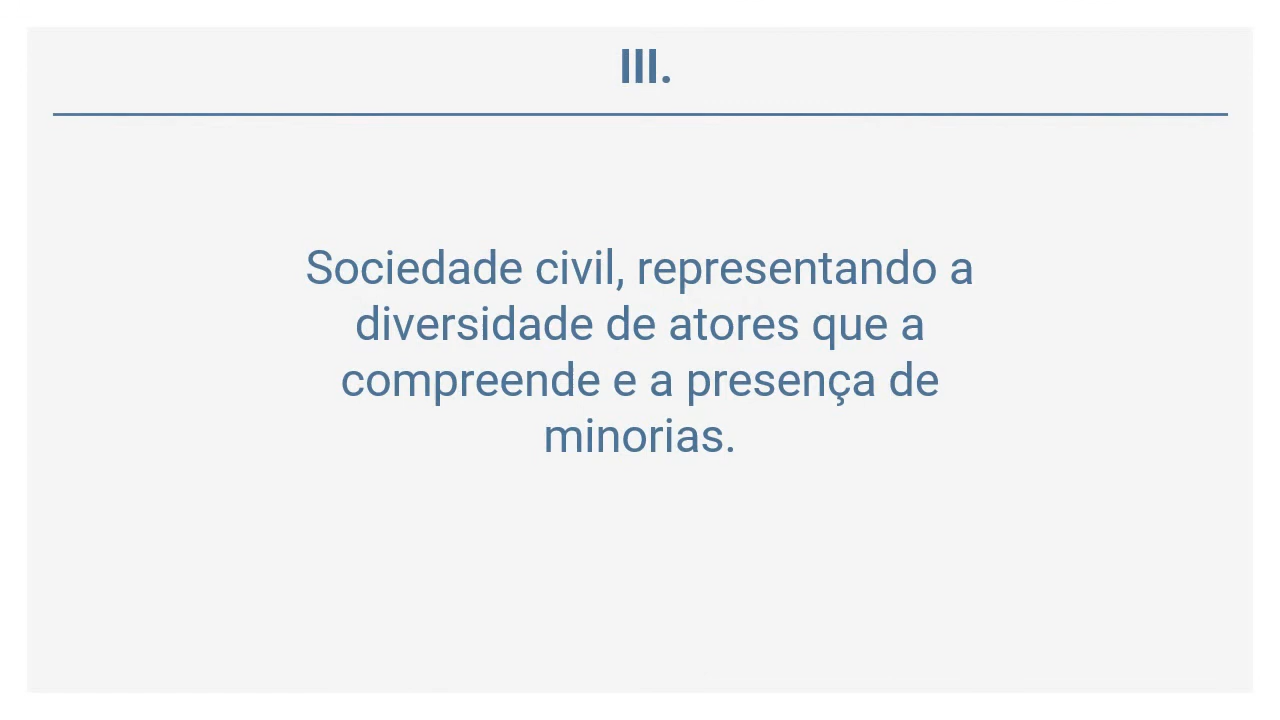 III.
Sociedade civil, representando a
diversidade de atores que a
compreende e a presença de
minorias.